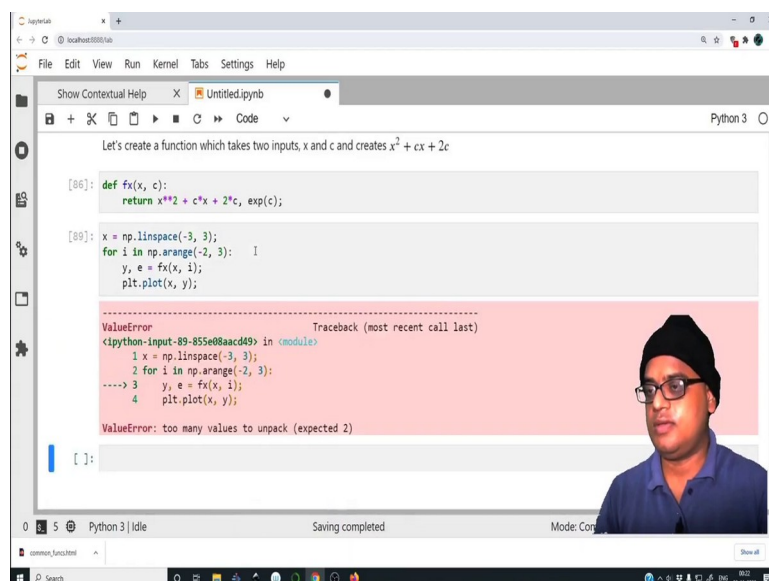 JupyterLab
localhost:8888/lab
File Edit View Run Kernel Tabs Settings Help
Show Contextual Help
Untitled.ipynb
Code
Python 3
Let's create a function which takes two inputs, x and c and creates x² + cx + 2c
[86]: def fx(x, c):
return x**2 + c*x + 2*c, exp(c);
[89]: x = np.linspace(-3, 3);
for i in np.arange(-2, 3):
y, e = fx(x, i);
plt.plot(x, y);
---------------------------------------------------------------------------
ValueError Traceback (most recent call last)
<ipython-input-89-855e08aacd49> in <module>
1 x = np.linspace(-3, 3);
2 for i in np.arange(-2, 3):
----> 3 y, e = fx(x, i);
4 plt.plot(x, y);
ValueError: too many values to unpack (expected 2)
[ ]:
0 5 Python 3 | Idle Saving completed Mode: Com
common_funcs.html
Show all
Search
ENG
00:22